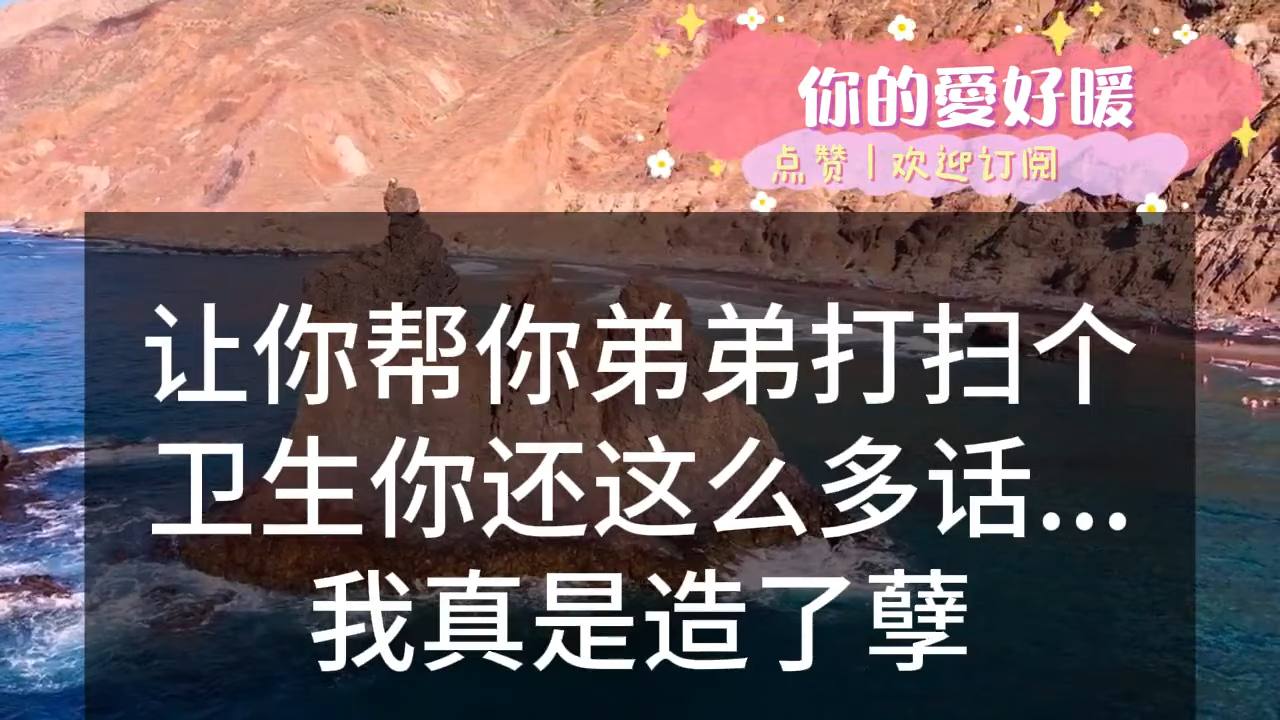 你的愛好暖
点赞 | 欢迎订阅
让你帮你弟弟打扫个
卫生你还这么多话...
我真是造了孽